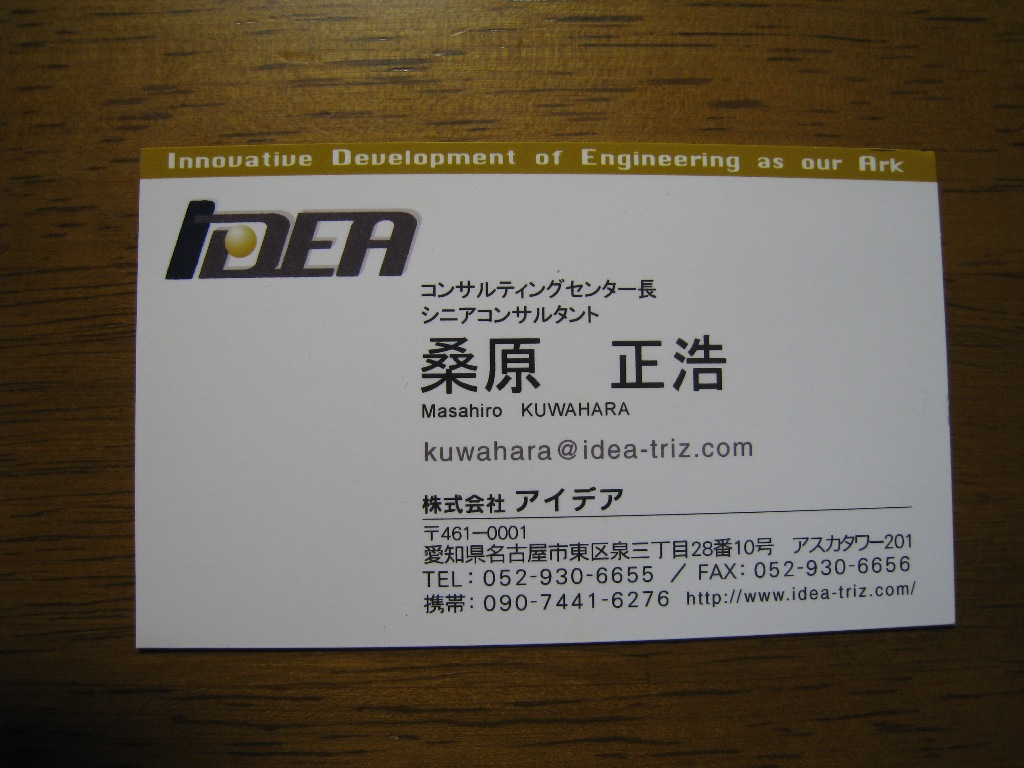 Innovative Development of Engineering as our Ark
IDEA
コンサルティングセンター長
シニアコンサルタント
桑原　正浩
Masahiro KUWAHARA
kuwahara@idea-triz.com
株式会社 アイデア
〒461-0001
愛知県名古屋市東区泉三丁目28番10号　アスカタワー201
TEL: 052-930-6655 / FAX: 052-930-6656
携帯: 090-7441-6276 http://www.idea-triz.com/